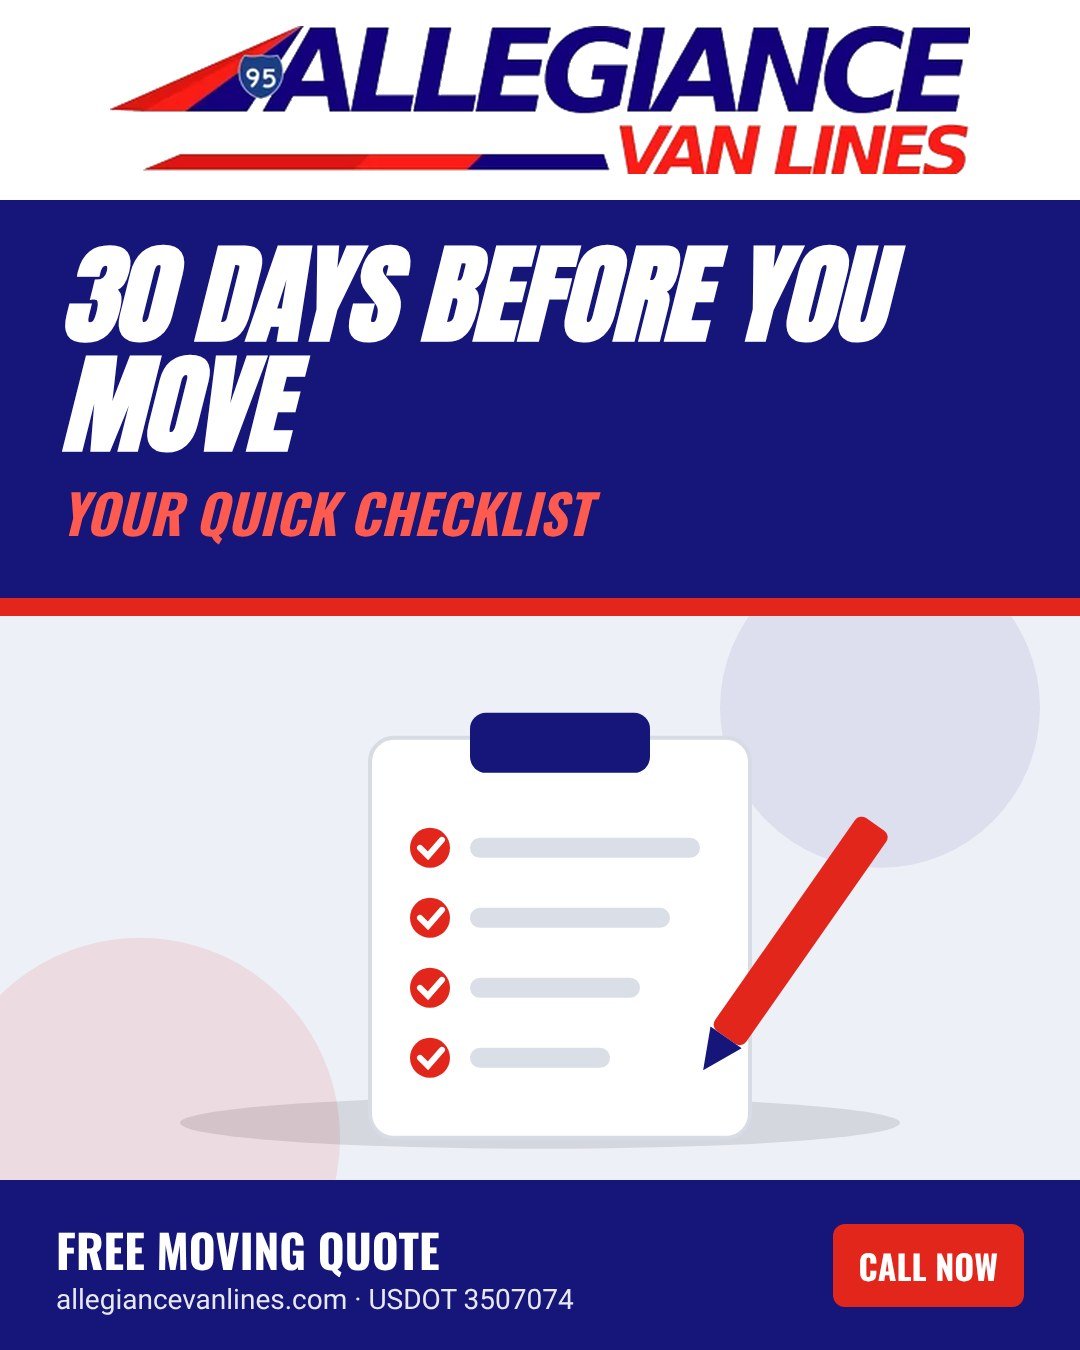 95
ALLEGIANCE
VAN LINES
30 DAYS BEFORE YOU
MOVE
YOUR QUICK CHECKLIST
FREE MOVING QUOTE
allegiancevanlines.com · USDOT 3507074
CALL NOW